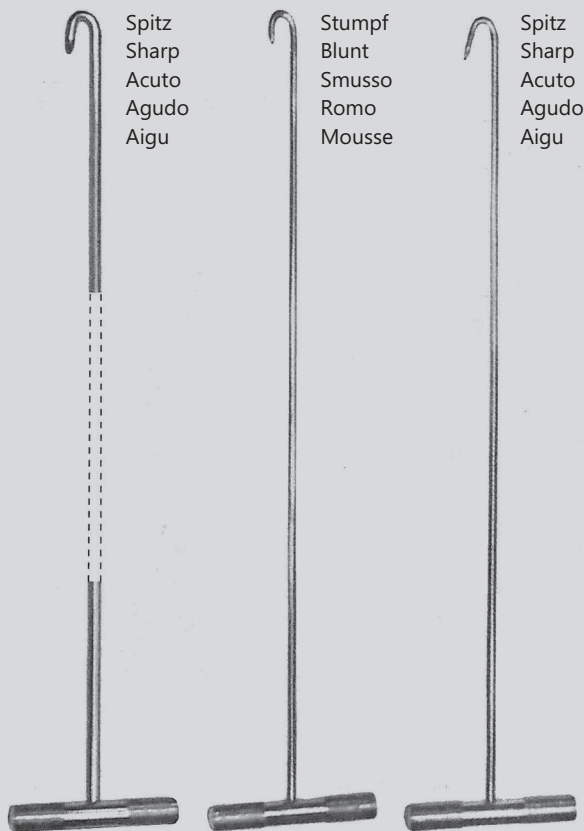 Spitz
Sharp
Acuto
Agudo
Aigu
Stumpf
Blunt
Smusso
Romo
Mousse
Spitz
Sharp
Acuto
Agudo
Aigu